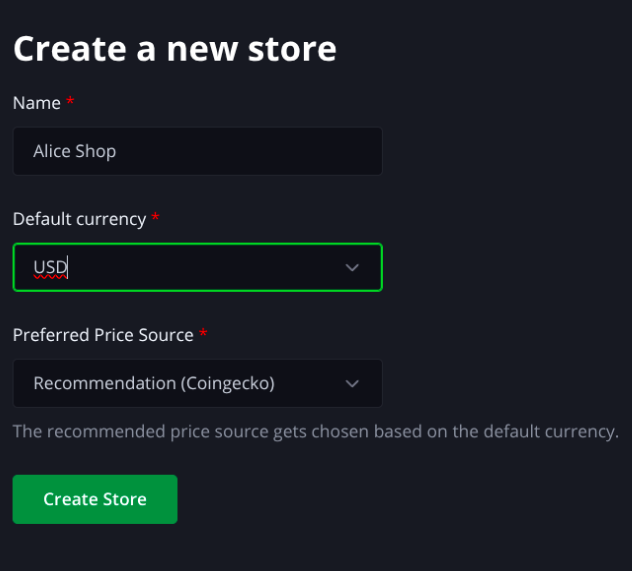 Create a new store
Name *
Alice Shop
Default currency *
USD
Preferred Price Source *
Recommendation (Coingecko)
The recommended price source gets chosen based on the default currency.
Create Store